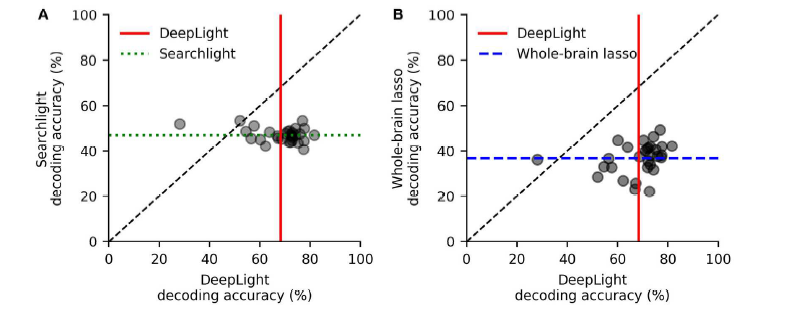 A
DeepLight
Searchlight
100
80
60
40
20
0
Searchlight
decoding accuracy (%)
0 20 40 60 80 100
DeepLight
decoding accuracy (%)
B
DeepLight
Whole-brain lasso
100
80
60
40
20
0
Whole-brain lasso
decoding accuracy (%)
0 20 40 60 80 100
DeepLight
decoding accuracy (%)